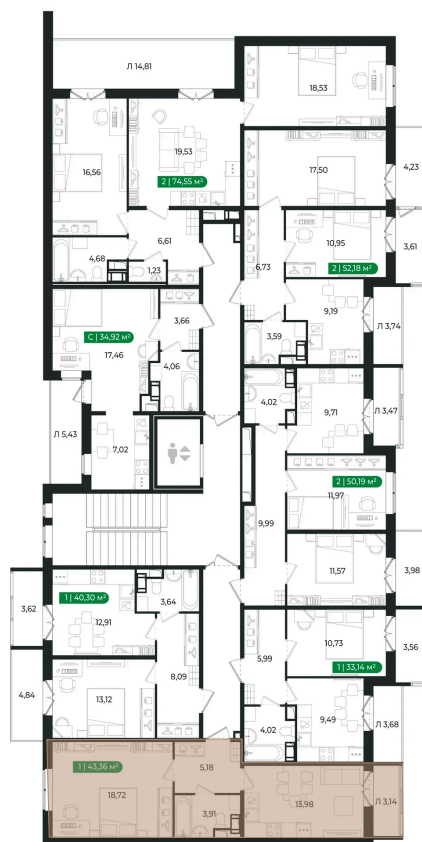 Л 14,81
18,53
19,53
16,56
2 | 74,55 м²
17,50
4,23
6,61
10,95
3,61
4,68
1,23
6,73
2 | 52,18 м²
9,19
3,66
3,59
Л 3,74
С | 34,92 м²
17,46
4,06
4,02
9,71
Л 3,47
Л 5,43
7,02
2 | 50,19 м²
11,97
9,99
11,57
3,98
1 | 40,30 м²
3,64
3,62
12,91
10,73
3,56
5,99
1 | 33,14 м²
8,09
4,84
13,12
9,49
Л 3,68
4,02
1 | 43,36 м²
5,18
18,72
13,98
Л 3,14
3,91